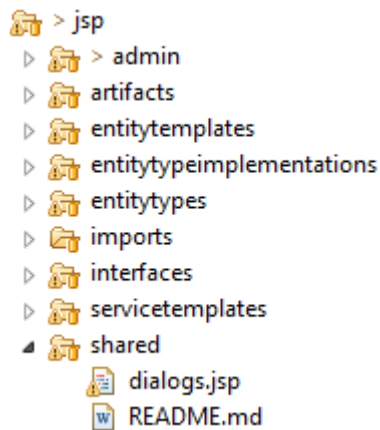 > jsp
> admin
artifacts
entitytemplates
entitytypeimplementations
entitytypes
imports
interfaces
servicetemplates
shared
dialogs.jsp
README.md